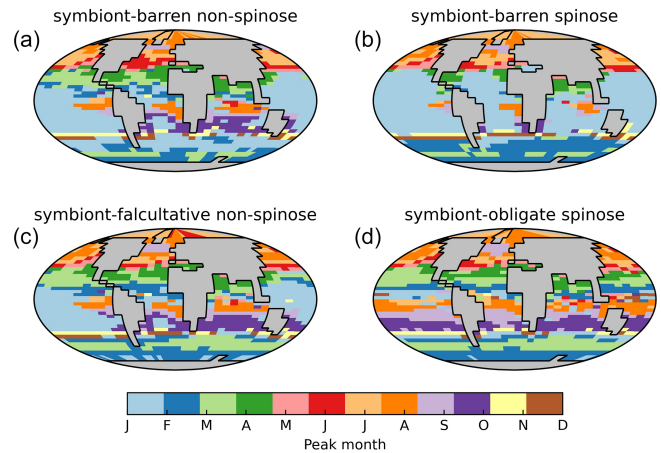 symbiont-barren non-spinose
symbiont-barren spinose
(a)
(b)
symbiont-falcultative non-spinose
symbiont-obligate spinose
(c)
(d)
J F M A M J J A S O N D
Peak month